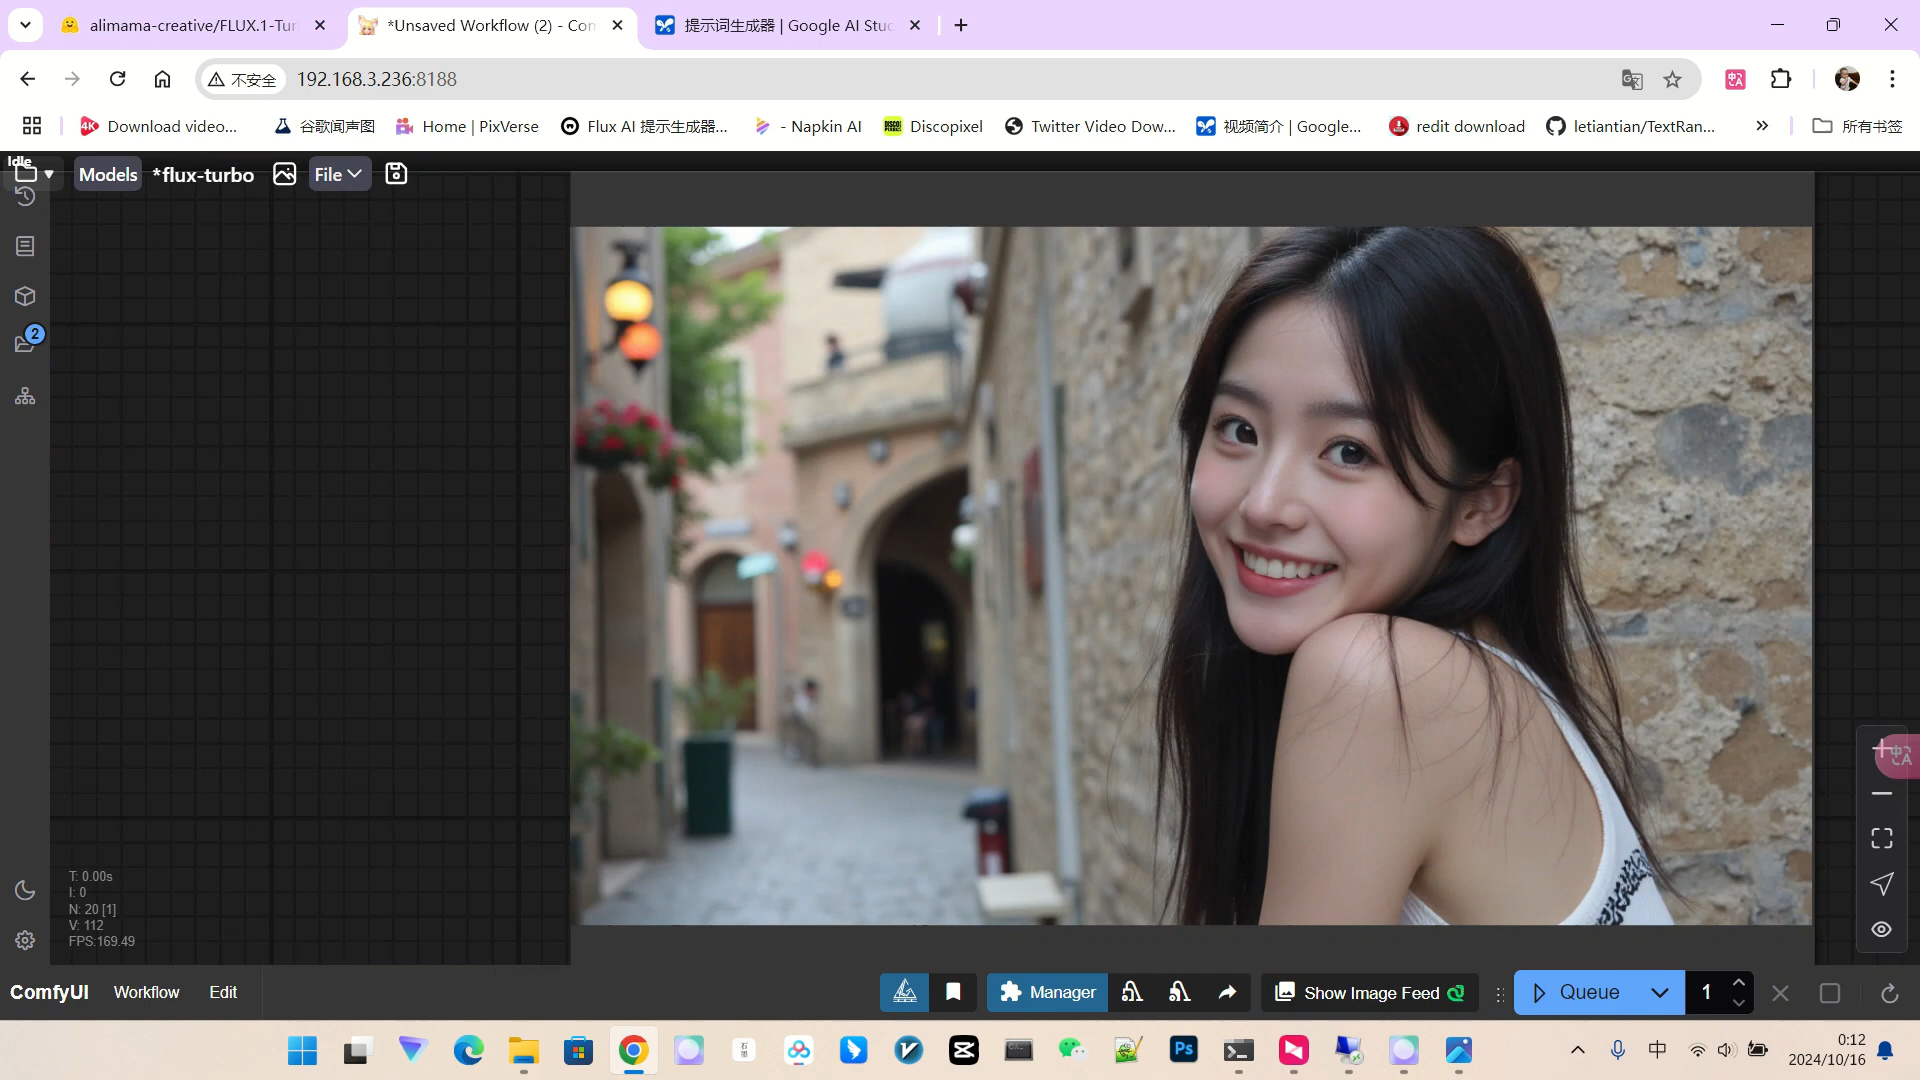 alimama-creative/FLUX.1-Tur
*Unsaved Workflow (2) - Con
提示词生成器 | Google AI Stud
不安全
192.168.3.236:8188
Download video...
谷歌闻声图
Home | PixVerse
Flux AI 提示生成器...
- Napkin AI
Discopixel
Twitter Video Dow...
视频简介 | Google...
redit download
letiantian/TextRan...
所有书签
Idle
Models
*flux-turbo
File
2
T: 0.00s
I: 0
N: 20 [1]
V: 112
FPS:169.49
ComfyUI
Workflow
Edit
Manager
Show Image Feed
Queue
1
中
0:12
2024/10/16